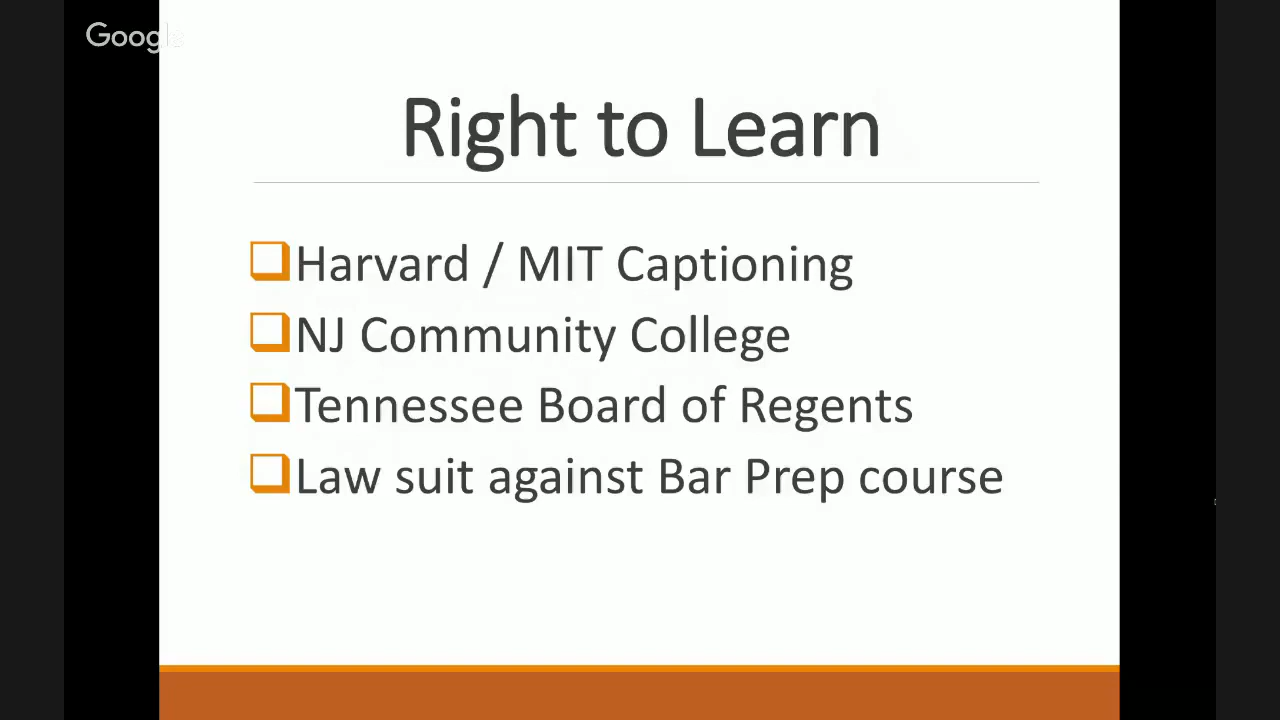 Google
Right to Learn
Harvard / MIT Captioning
NJ Community College
Tennessee Board of Regents
Law suit against Bar Prep course